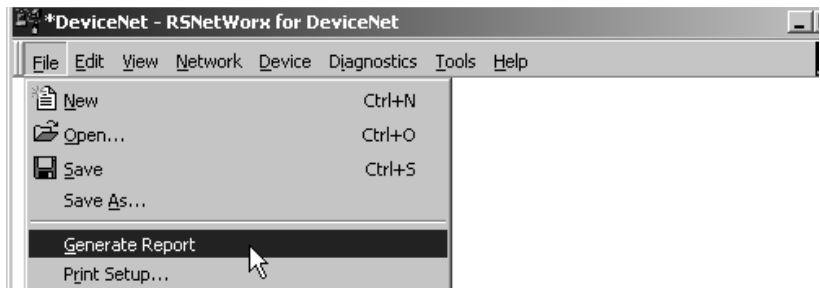 *DeviceNet - RSNetWorx for DeviceNet
File Edit View Network Device Diagnostics Tools Help
New Ctrl+N
Open... Ctrl+O
Save Ctrl+S
Save As...
Generate Report
Print Setup...